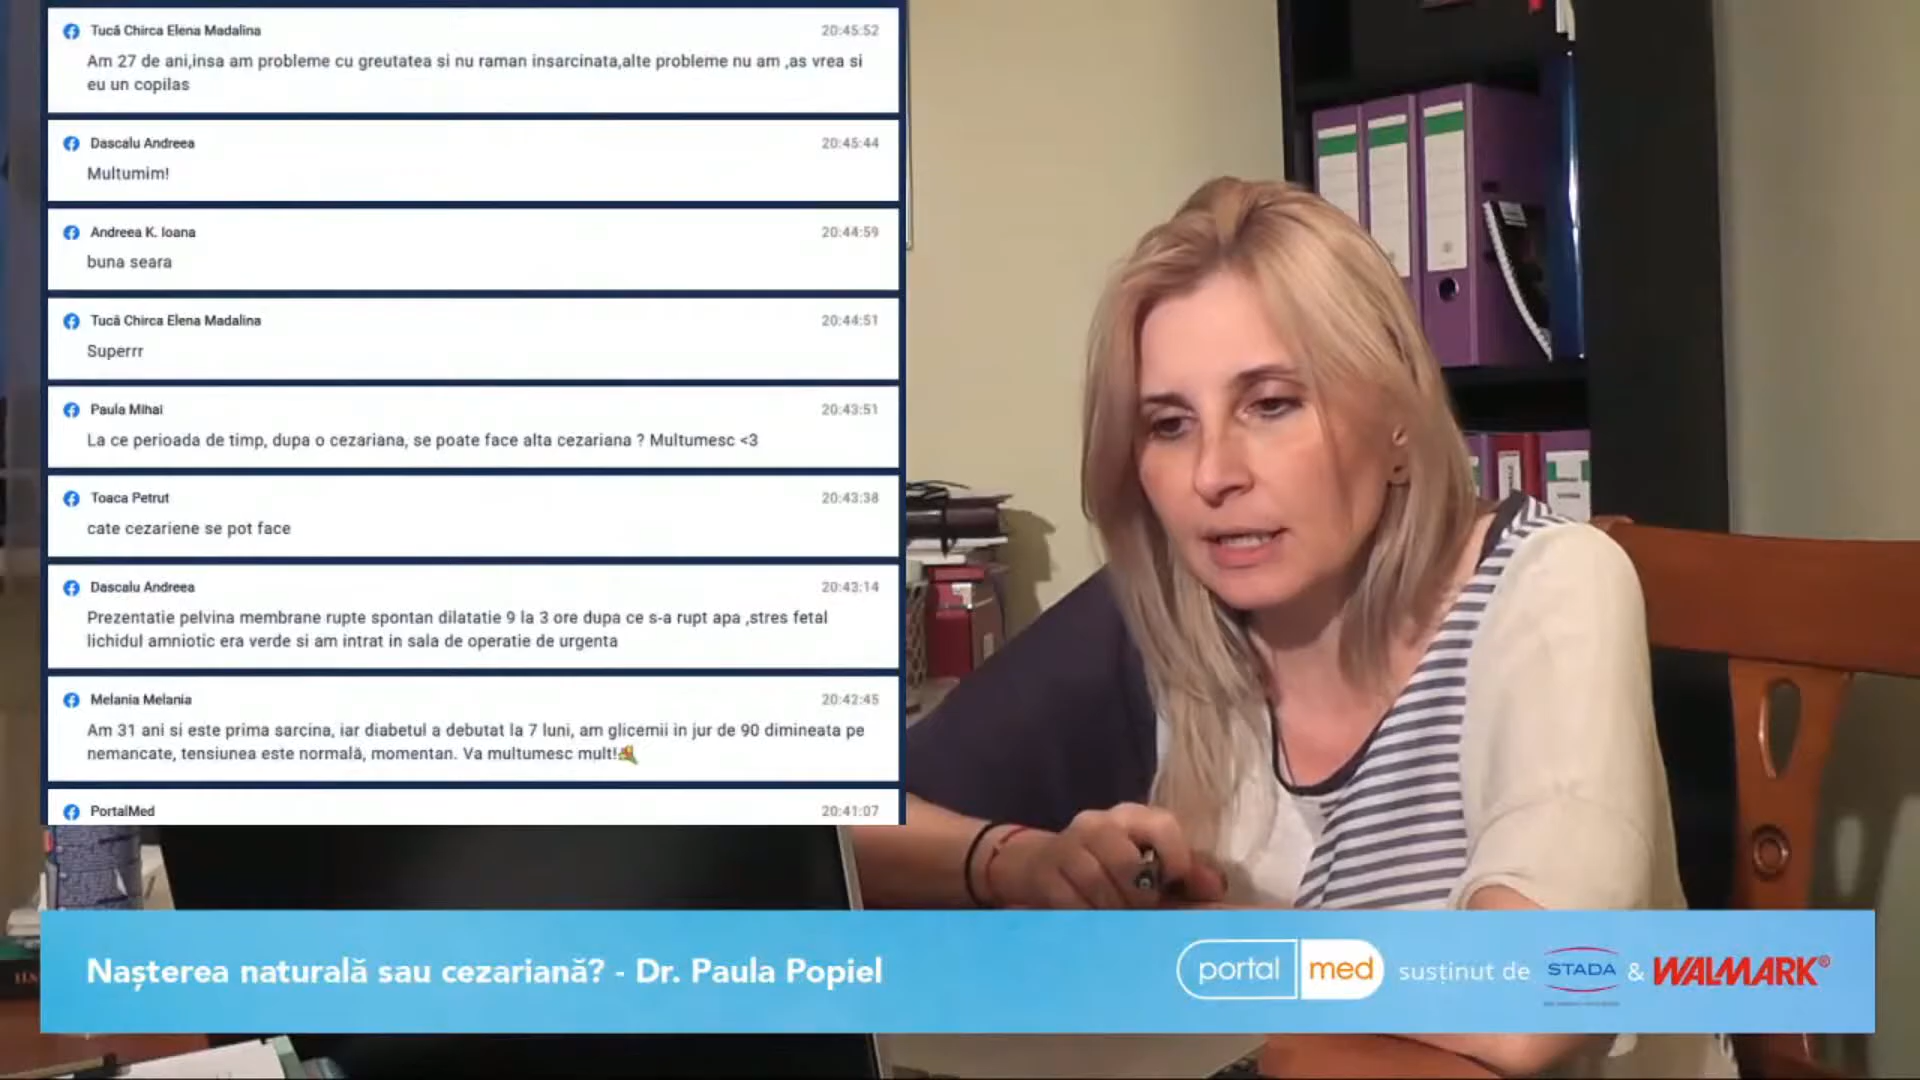 Tucă Chirca Elena Madalina 20:45:52
Am 27 de ani,insa am probleme cu greutatea si nu raman insarcinata,alte probleme nu am ,as vrea si
eu un copilas
Dascalu Andreea 20:45:44
Multumim!
Andreea K. Ioana 20:44:59
buna seara
Tucă Chirca Elena Madalina 20:44:51
Superrr
Paula Mihai 20:43:51
La ce perioada de timp, dupa o cezariana, se poate face alta cezariana ? Multumesc <3
Toaca Petrut 20:43:38
cate cezariene se pot face
Dascalu Andreea 20:43:14
Prezentatie pelvina membrane rupte spontan dilatatie 9 la 3 ore dupa ce s-a rupt apa ,stres fetal
lichidul amniotic era verde si am intrat in sala de operatie de urgenta
Melania Melania 20:42:45
Am 31 ani si este prima sarcina, iar diabetul a debutat la 7 luni, am glicemii in jur de 90 dimineata pe
nemancate, tensiunea este normală, momentan. Va multumesc mult!💐
PortalMed 20:41:07
Nașterea naturală sau cezariană? - Dr. Paula Popiel
portal med susținut de STADA & WALMARK®